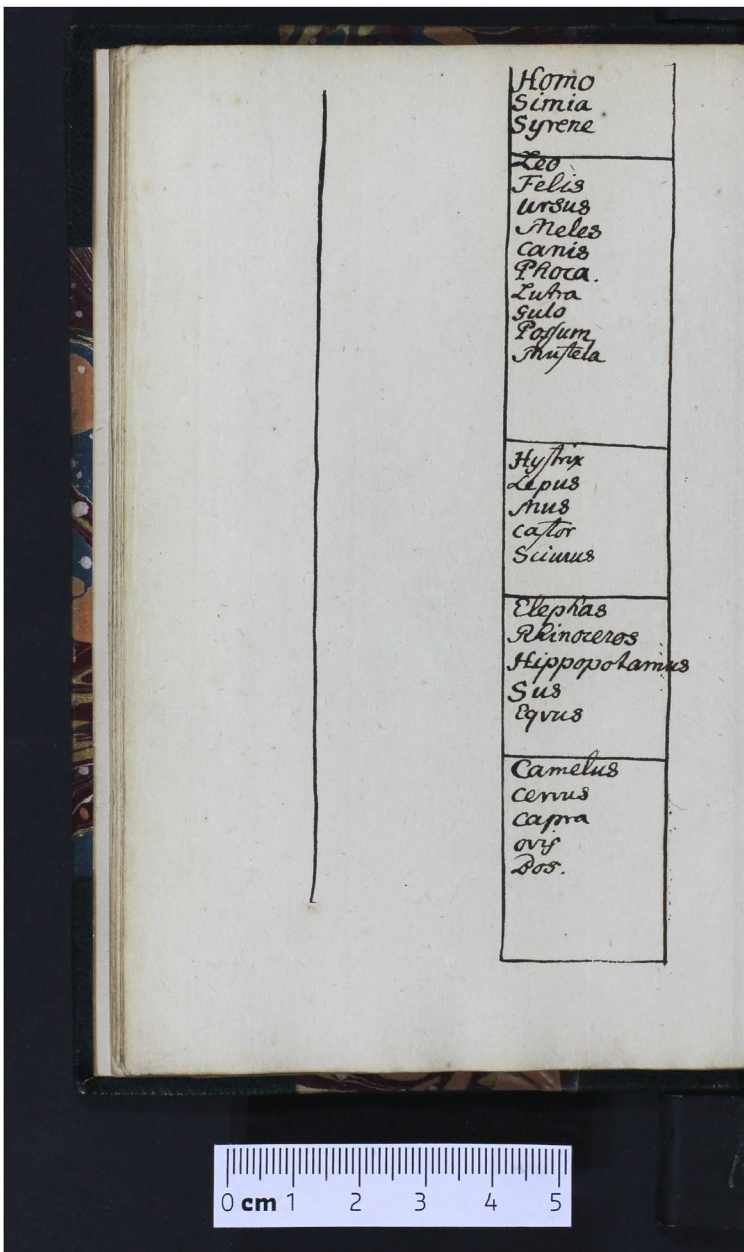 Homo
Simia
Syrene
Leo
Felis
Ursus
Meles
Canis
Phoca.
Lutra
Gulo
Poſsum
Muſtela
Hyſtrix
Lepus
Mus
Caſtor
Sciurus
Elephas
Rhinoceros
Hippopotamus
Sus
Eqvus
Camelus
Cervus
Capra
Ovis
Bos.
0 cm 1 2 3 4 5